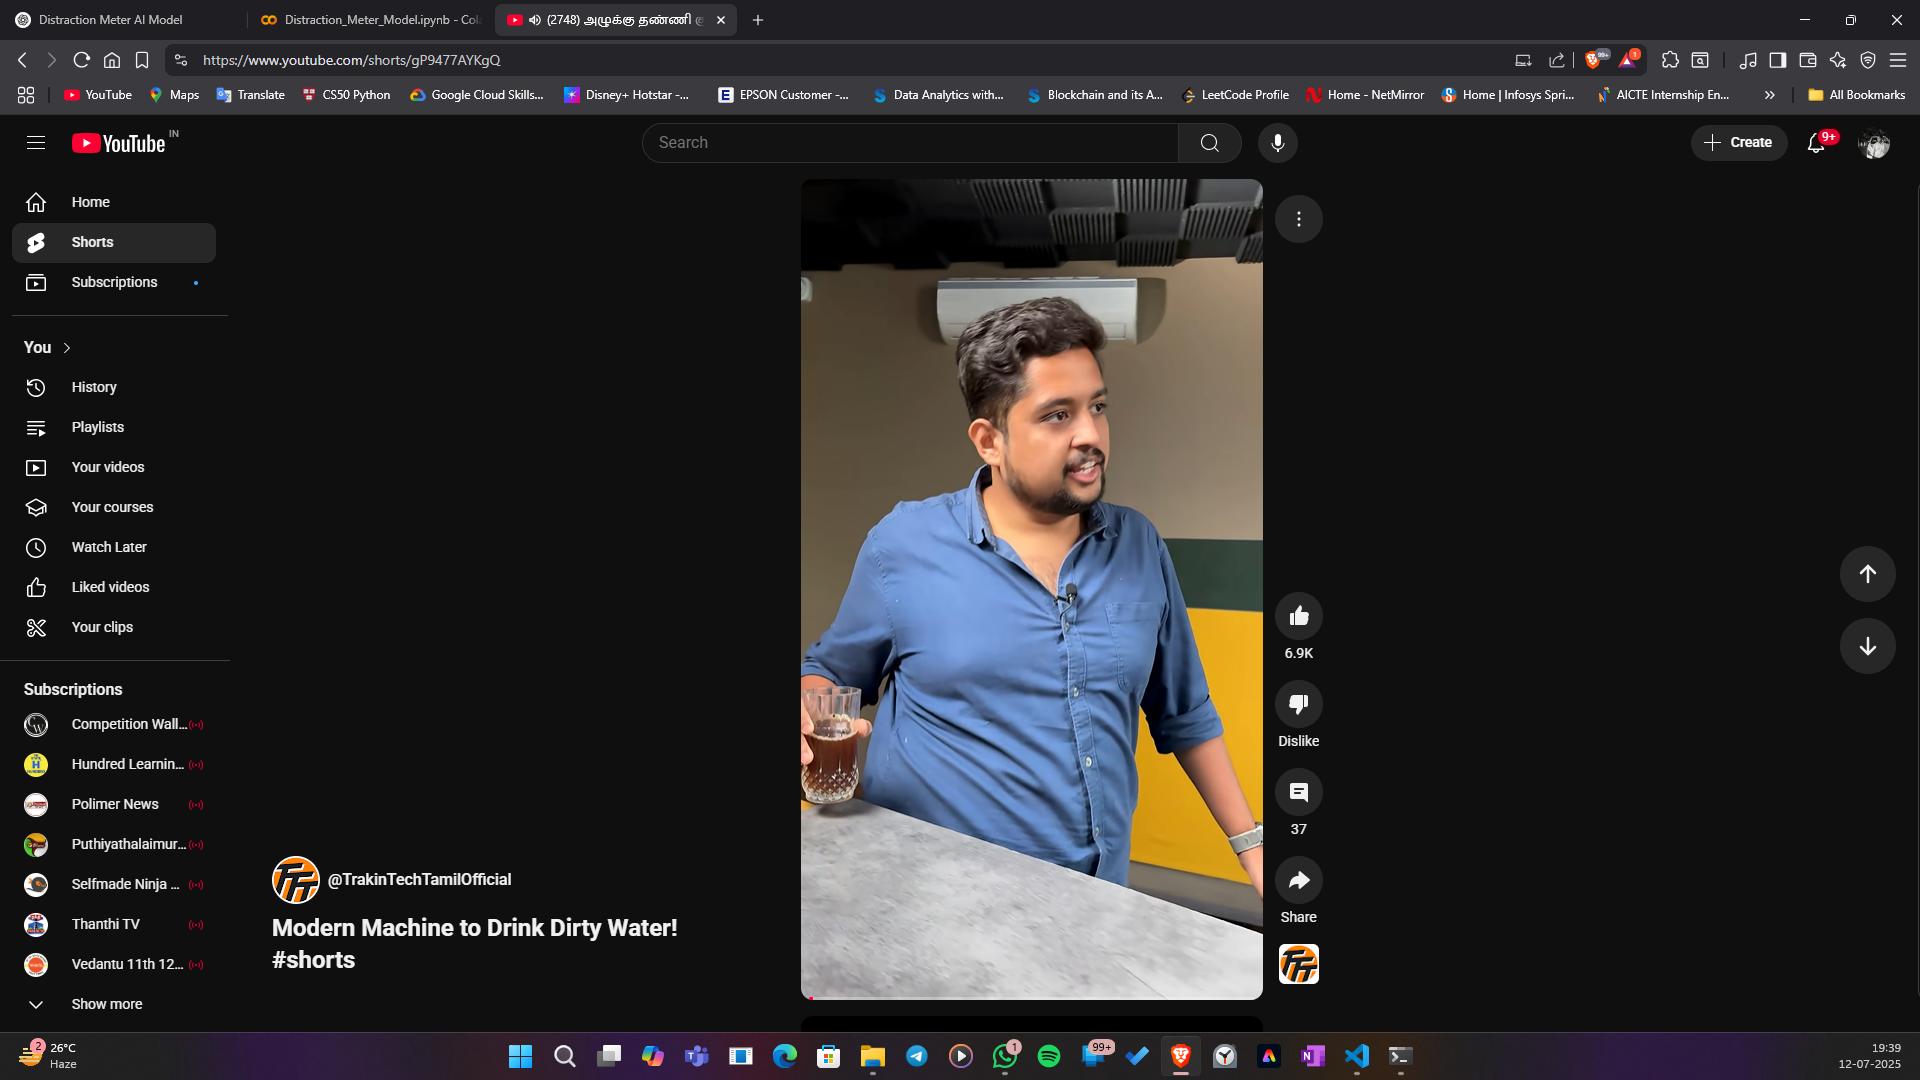 Distraction Meter AI Model
Distraction_Meter_Model.ipynb - Col
(2748) அழுக்கு தண்ணி
https://www.youtube.com/shorts/gP9477AYKgQ
99+
1
YouTube
Maps
Translate
CS50 Python
Google Cloud Skills...
Disney+ Hotstar -...
EPSON Customer -...
Data Analytics with...
Blockchain and its A...
LeetCode Profile
Home - NetMirror
Home | Infosys Spri...
AICTE Internship En...
All Bookmarks
YouTube IN
Search
Create
9+
Home
Shorts
Subscriptions
You
History
Playlists
Your videos
Your courses
Watch Later
Liked videos
Your clips
Subscriptions
Competition Wall...
Hundred Learnin...
Polimer News
Puthiyathalaimur...
Selfmade Ninja ...
Thanthi TV
Vedantu 11th 12...
Show more
@TrakinTechTamilOfficial
Modern Machine to Drink Dirty Water!
#shorts
6.9K
Dislike
37
Share
2
26°C
Haze
1
99+
19:39
12-07-2025